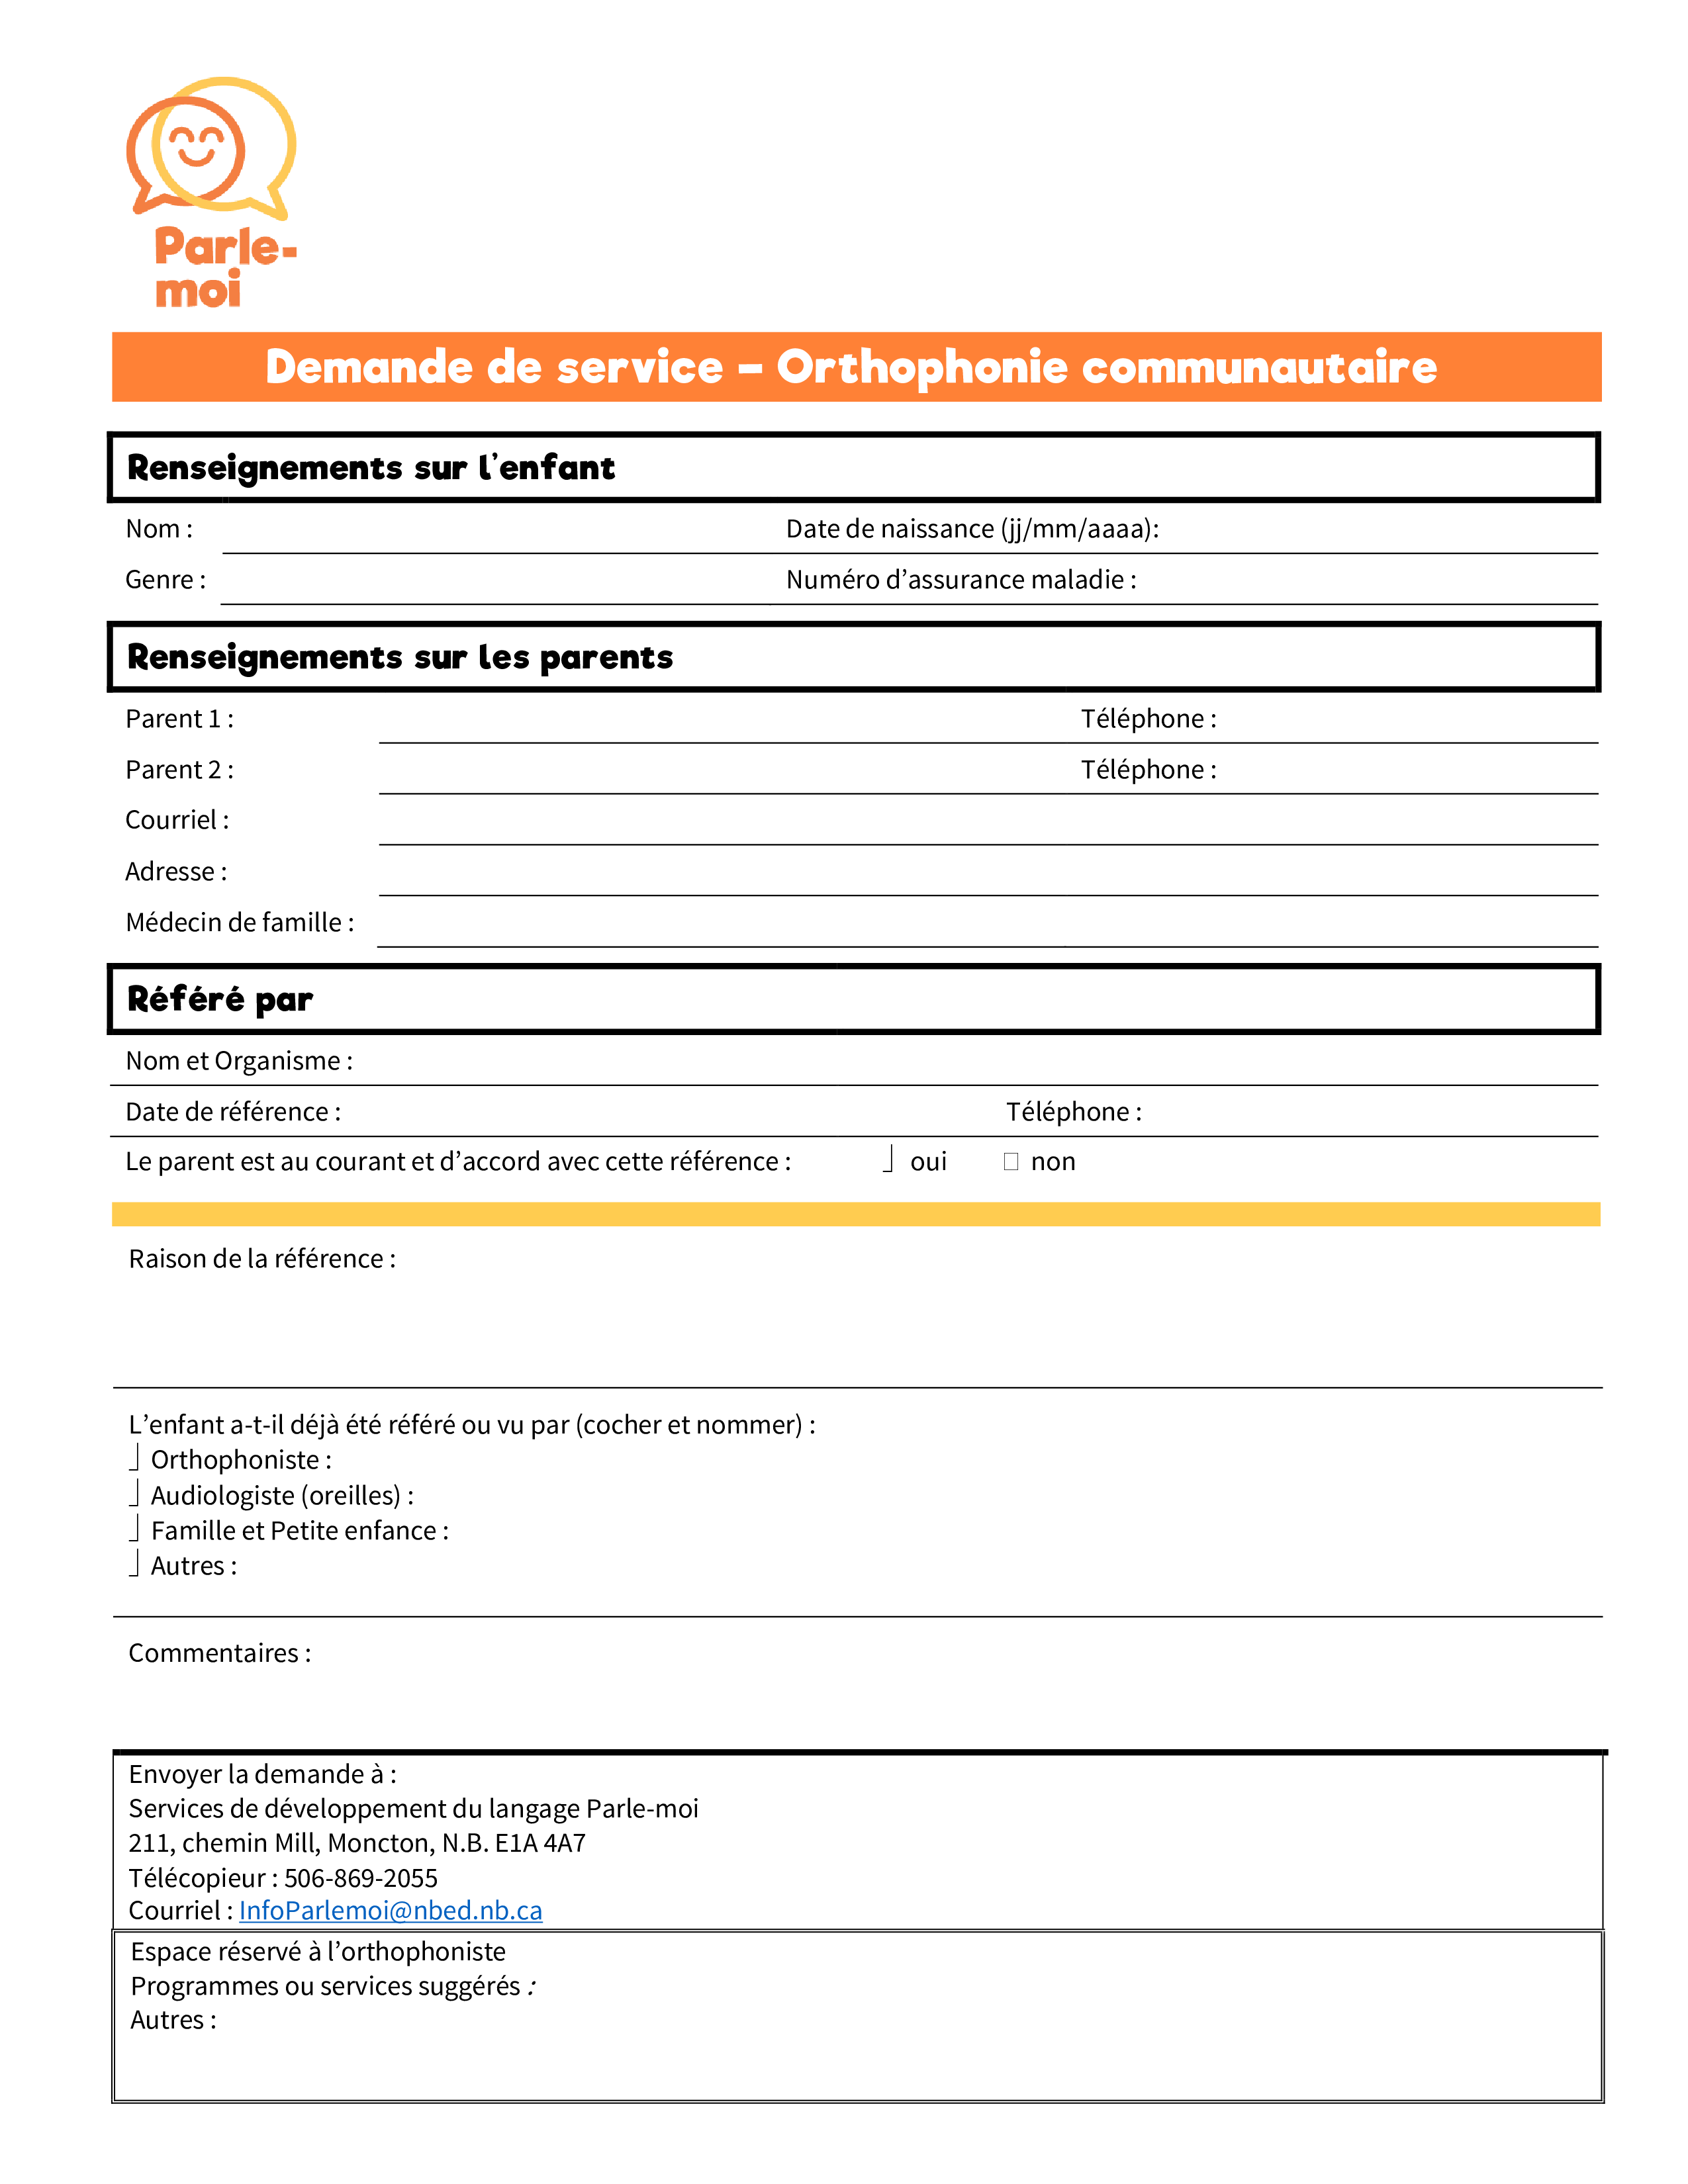 Parle-
moi
Demande de service – Orthophonie communautaire
Renseignements sur l'enfant
Nom : Date de naissance (jj/mm/aaaa):
Genre : Numéro d'assurance maladie :
Renseignements sur les parents
Parent 1 : Téléphone :
Parent 2 : Téléphone :
Courriel :
Adresse :
Médecin de famille :
Référé par
Nom et Organisme :
Date de référence : Téléphone :
Le parent est au courant et d'accord avec cette référence : oui □ non
Raison de la référence :
L'enfant a-t-il déjà été référé ou vu par (cocher et nommer) :
Orthophoniste :
Audiologiste (oreilles) :
Famille et Petite enfance :
Autres :
Commentaires :
Envoyer la demande à :
Services de développement du langage Parle-moi
211, chemin Mill, Moncton, N.B. E1A 4A7
Télécopieur : 506-869-2055
Courriel : InfoParlemoi@nbed.nb.ca
Espace réservé à l'orthophoniste
Programmes ou services suggérés :
Autres :